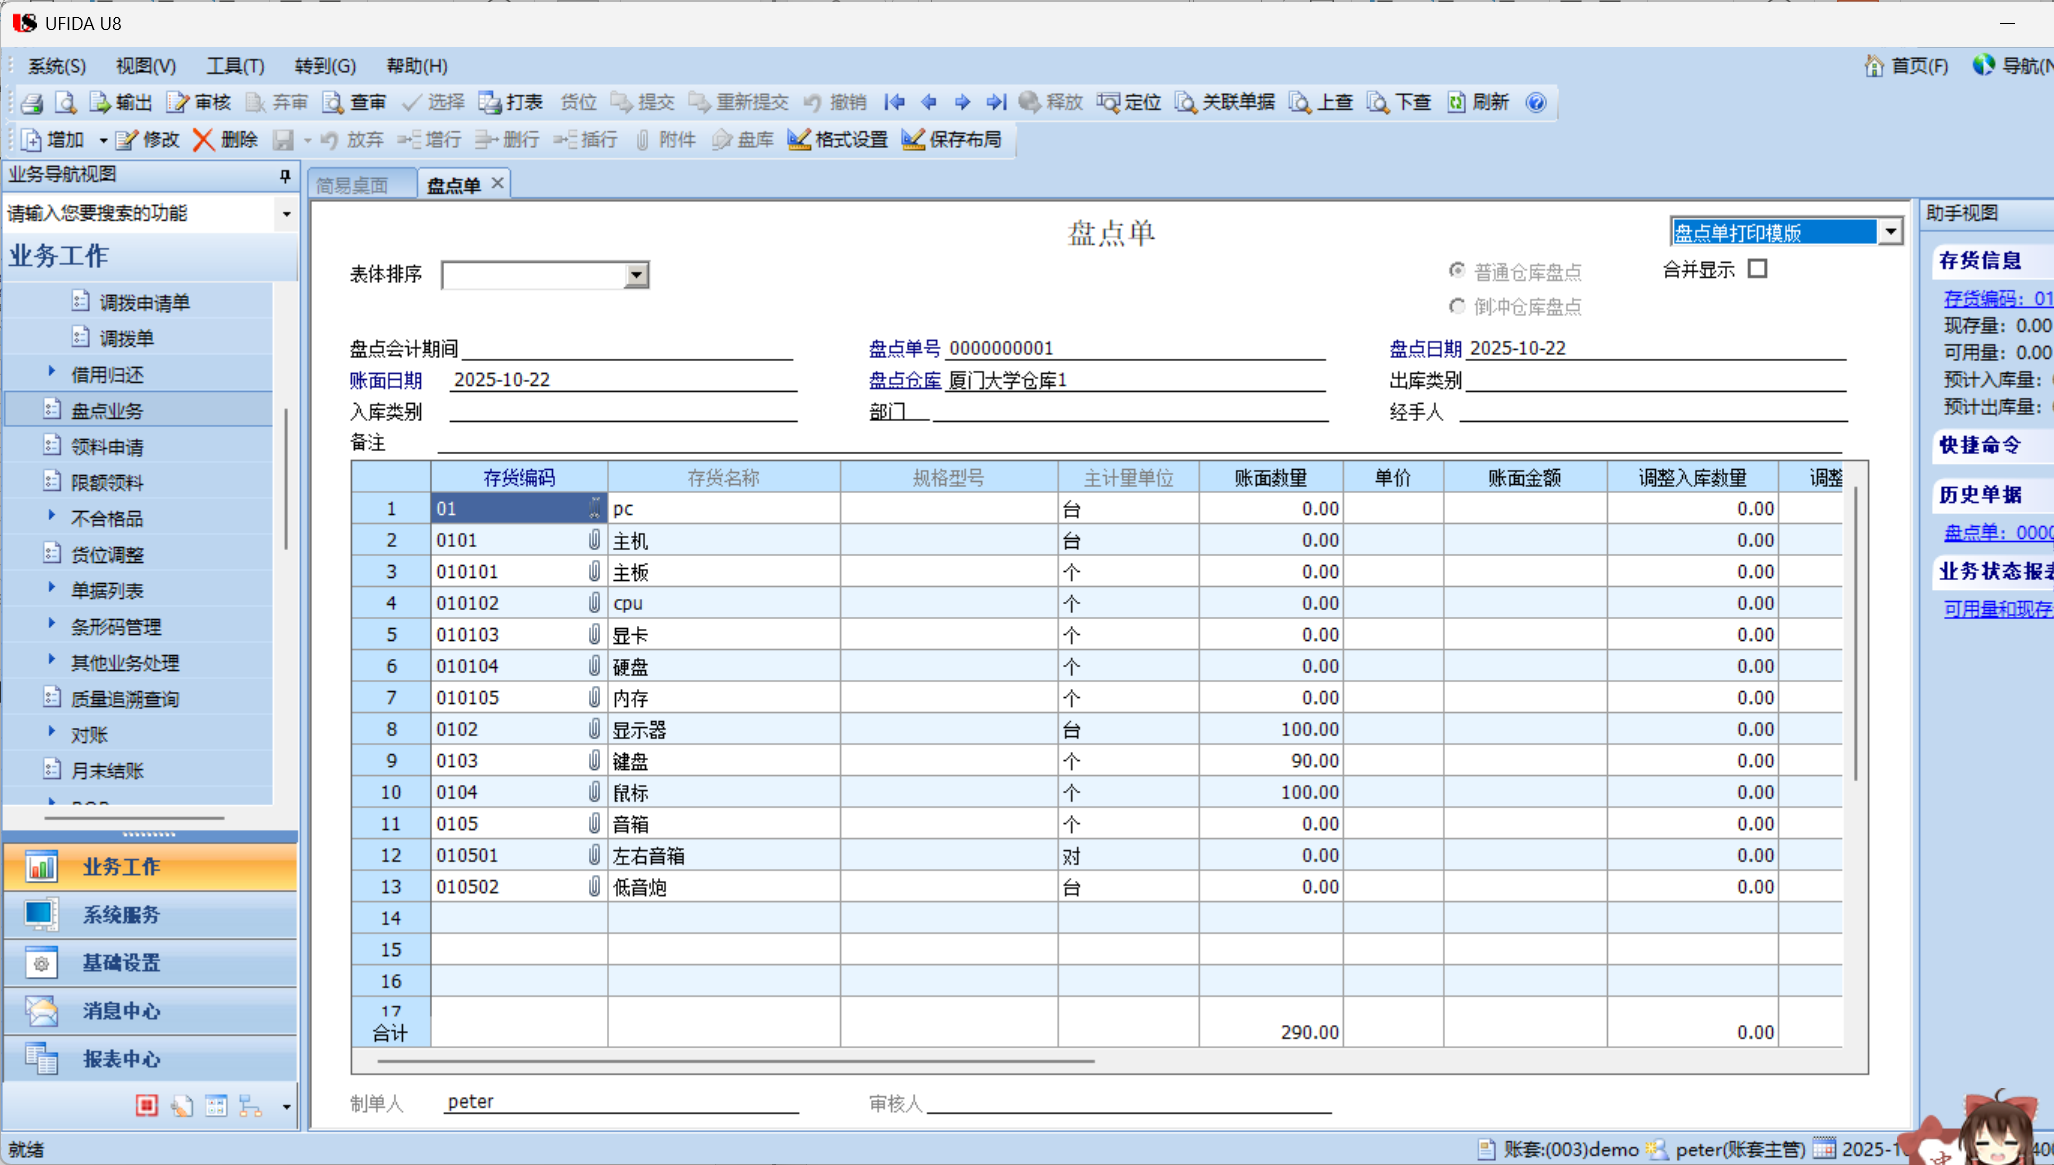 UFIDA U8
系统(S) 视图(V) 工具(T) 转到(G) 帮助(H) 首页(F) 导航(N
输出 审核 弃审 查审 选择 打表 货位 提交 重新提交 撤销 释放 定位 关联单据 上查 下查 刷新
增加 修改 删除 放弃 增行 删行 插行 附件 盘库 格式设置 保存布局
业务导航视图
请输入您要搜索的功能
业务工作
调拨申请单
调拨单
借用归还
盘点业务
领料申请
限额领料
不合格品
货位调整
单据列表
条形码管理
其他业务处理
质量追溯查询
对账
月末结账
业务工作
系统服务
基础设置
消息中心
报表中心
简易桌面 盘点单
盘点单
盘点单打印模版
表体排序 普通仓库盘点 合并显示
倒冲仓库盘点
盘点会计期间 盘点单号 0000000001 盘点日期 2025-10-22
账面日期 2025-10-22 盘点仓库 厦门大学仓库1 出库类别
入库类别 部门 经手人
备注
存货编码 存货名称 规格型号 主计量单位 账面数量 单价 账面金额 调整入库数量 调整
1 01 pc 台 0.00 0.00
2 0101 主机 台 0.00 0.00
3 010101 主板 个 0.00 0.00
4 010102 cpu 个 0.00 0.00
5 010103 显卡 个 0.00 0.00
6 010104 硬盘 个 0.00 0.00
7 010105 内存 个 0.00 0.00
8 0102 显示器 台 100.00 0.00
9 0103 键盘 个 90.00 0.00
10 0104 鼠标 个 100.00 0.00
11 0105 音箱 个 0.00 0.00
12 010501 左右音箱 对 0.00 0.00
13 010502 低音炮 台 0.00 0.00
14
15
16
17
合计 290.00 0.00
制单人 peter 审核人
助手视图
存货信息
存货编码：01
现存量：0.00
可用量：0.00
预计入库量：
预计出库量：
快捷命令
历史单据
盘点单：0000
业务状态报表
可用量和现存
就绪 账套:(003)demo peter(账套主管) 2025-1